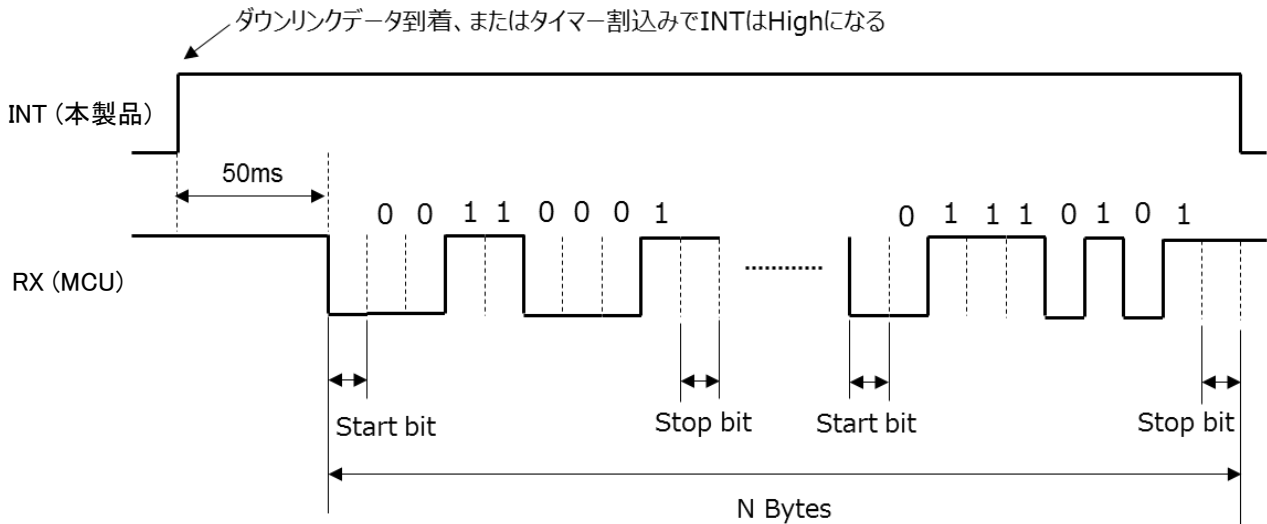 ダウンリンクデータ到着、またはタイマー割込みでINTはHighになる
INT (本製品)
50ms
0 0 1 1 0 0 0 1
0 1 1 1 0 1 0 1
RX (MCU)
............
Start bit
Stop bit
Start bit
Stop bit
N Bytes